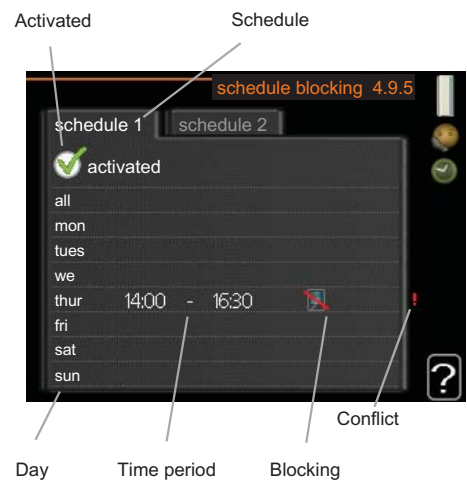 Activated Schedule
schedule blocking 4.9.5
schedule 1 schedule 2
activated
all
mon
tues
we
thur 14:00 - 16:30 !
fri
sat
sun
?
Conflict
Day Time period Blocking